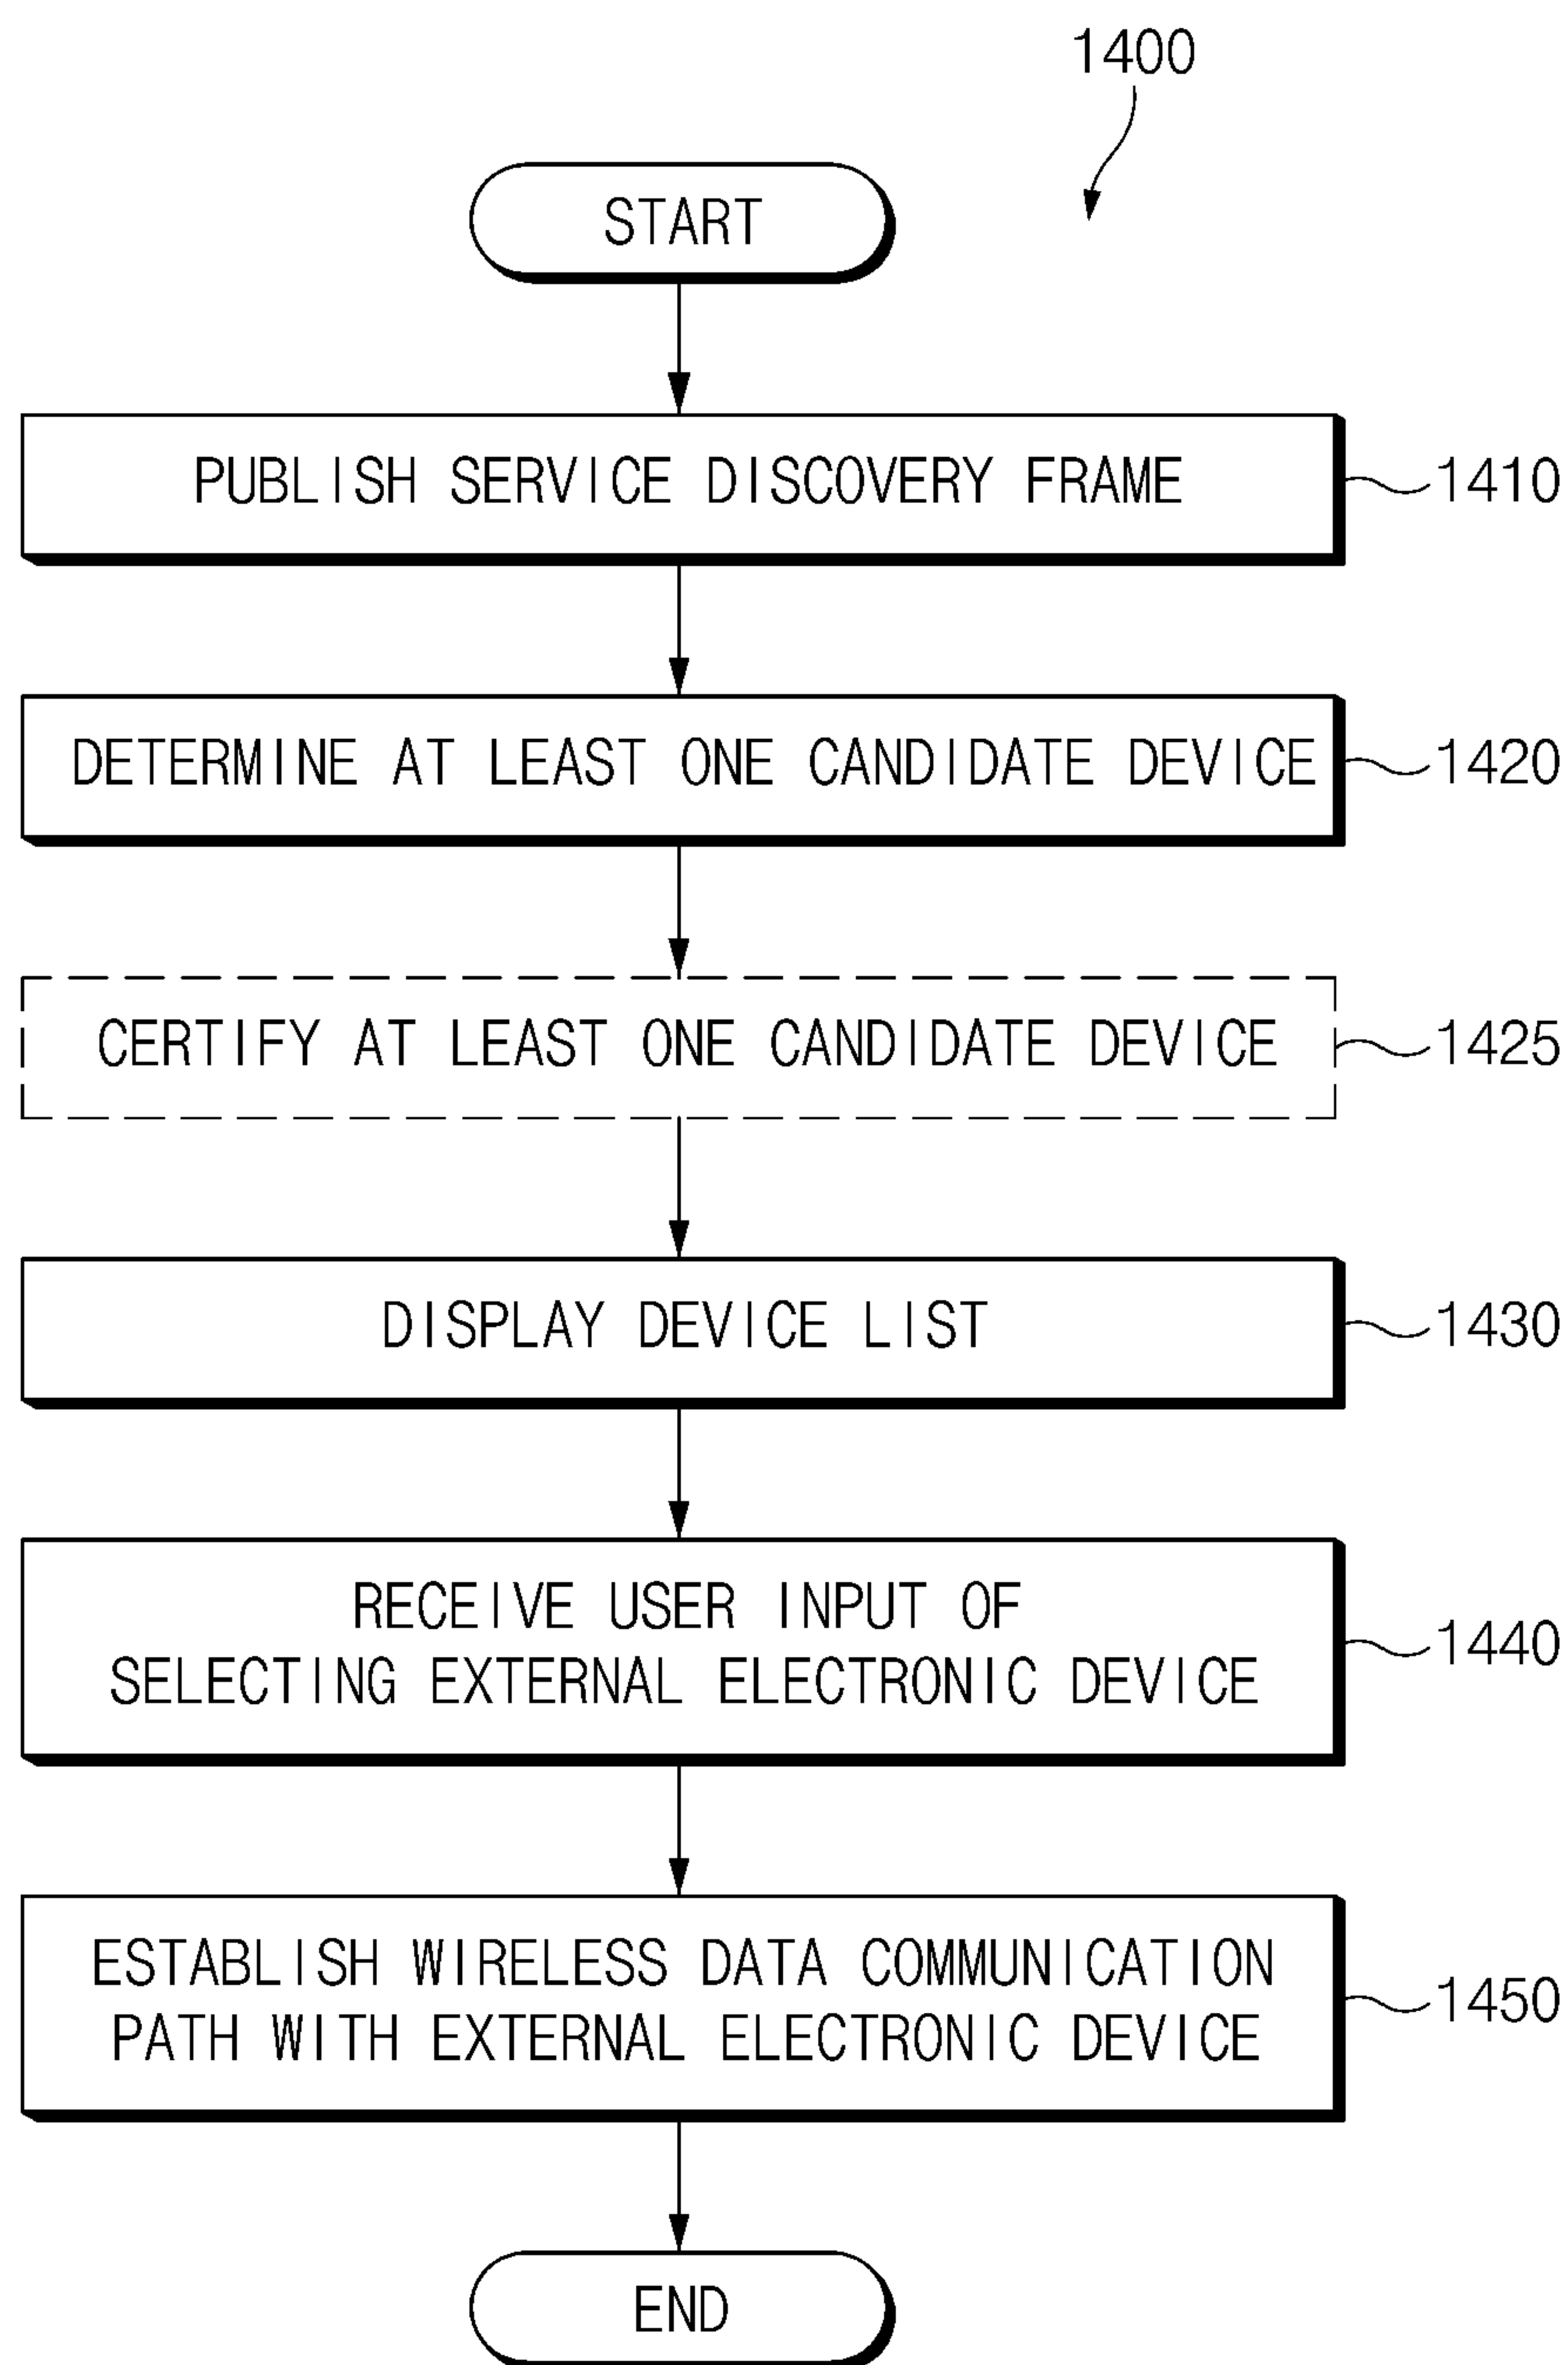 1400
START
PUBLISH SERVICE DISCOVERY FRAME
1410
DETERMINE AT LEAST ONE CANDIDATE DEVICE
1420
CERTIFY AT LEAST ONE CANDIDATE DEVICE
1425
DISPLAY DEVICE LIST
1430
RECEIVE USER INPUT OF
SELECTING EXTERNAL ELECTRONIC DEVICE
1440
ESTABLISH WIRELESS DATA COMMUNICATION
PATH WITH EXTERNAL ELECTRONIC DEVICE
1450
END